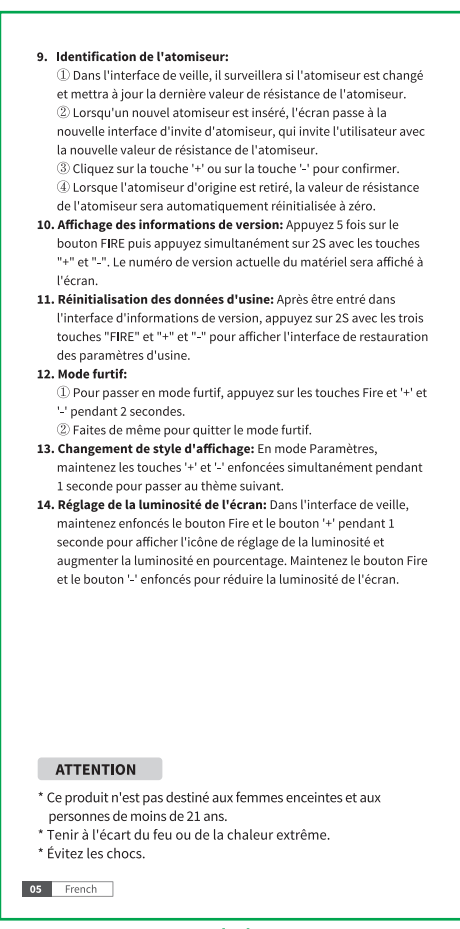 9. Identification de l'atomiseur:
① Dans l'interface de veille, il surveillera si l'atomiseur est changé
et mettra à jour la dernière valeur de résistance de l'atomiseur.
② Lorsqu'un nouvel atomiseur est inséré, l'écran passe à la
nouvelle interface d'invite d'atomiseur, qui invite l'utilisateur avec
la nouvelle valeur de résistance de l'atomiseur.
③ Cliquez sur la touche '+' ou sur la touche '-' pour confirmer.
④ Lorsque l'atomiseur d'origine est retiré, la valeur de résistance
de l'atomiseur sera automatiquement réinitialisée à zéro.
10. Affichage des informations de version: Appuyez 5 fois sur le
bouton FIRE puis appuyez simultanément sur 2S avec les touches
"+" et "-". Le numéro de version actuelle du matériel sera affiché à
l'écran.
11. Réinitialisation des données d'usine: Après être entré dans
l'interface d'informations de version, appuyez sur 2S avec les trois
touches "FIRE" et "+" et "-" pour afficher l'interface de restauration
des paramètres d'usine.
12. Mode furtif:
① Pour passer en mode furtif, appuyez sur les touches Fire et '+' et
'-' pendant 2 secondes.
② Faites de même pour quitter le mode furtif.
13. Changement de style d'affichage: En mode Paramètres,
maintenez les touches '+' et '-' enfoncées simultanément pendant
1 seconde pour passer au thème suivant.
14. Réglage de la luminosité de l'écran: Dans l'interface de veille,
maintenez enfoncés le bouton Fire et le bouton '+' pendant 1
seconde pour afficher l'icône de réglage de la luminosité et
augmenter la luminosité en pourcentage. Maintenez le bouton Fire
et le bouton '-' enfoncés pour réduire la luminosité de l'écran.
ATTENTION
* Ce produit n'est pas destiné aux femmes enceintes et aux
personnes de moins de 21 ans.
* Tenir à l'écart du feu ou de la chaleur extrême.
* Évitez les chocs.
05 French